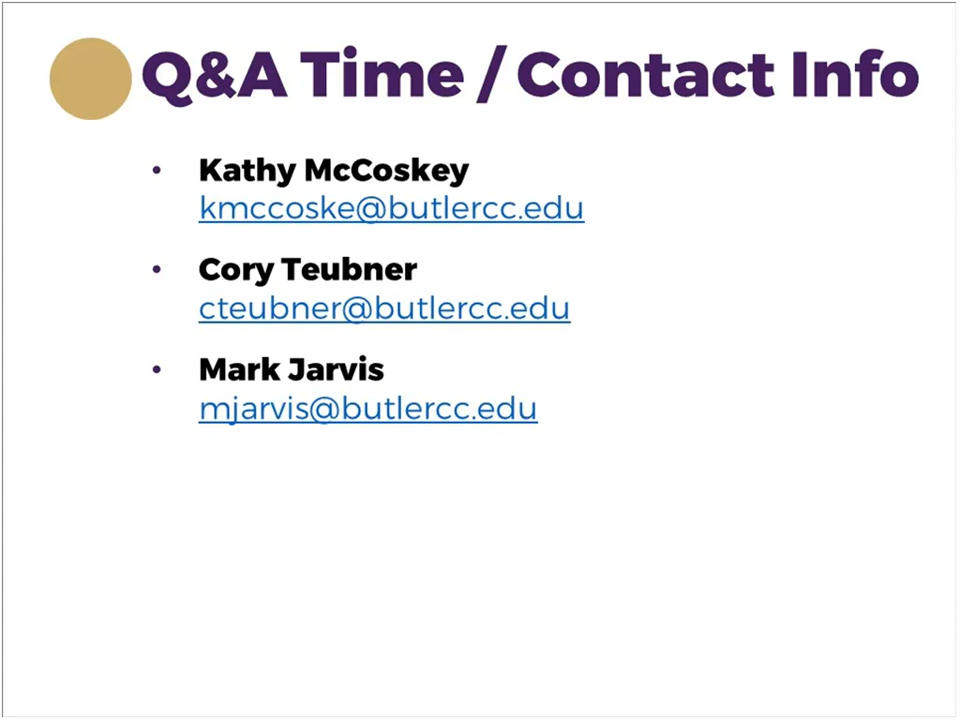 Q&A Time / Contact Info
• Kathy McCoskey
kmccoske@butlercc.edu
• Cory Teubner
cteubner@butlercc.edu
• Mark Jarvis
mjarvis@butlercc.edu